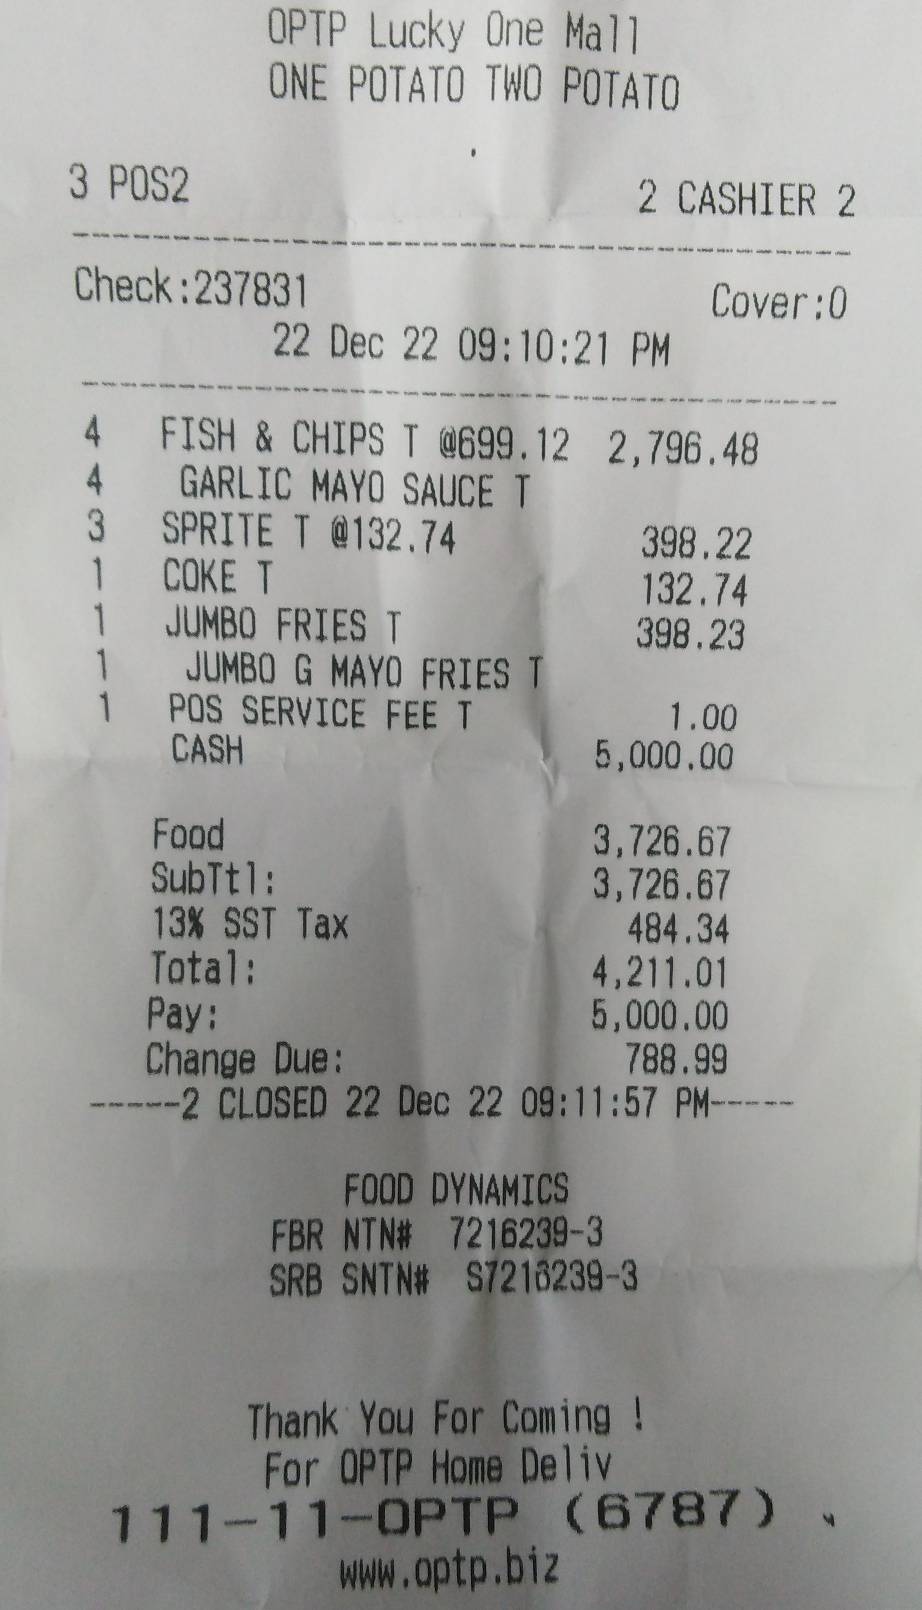 OPTP Lucky One Mall
ONE POTATO TWO POTATO
3 POS2 2 CASHIER 2
Check:237831 Cover:0
22 Dec 22 09:10:21 PM
4 FISH & CHIPS T @699.12 2,796.48
4 GARLIC MAYO SAUCE T
3 SPRITE T @132.74 398.22
1 COKE T 132.74
1 JUMBO FRIES T 398.23
1 JUMBO G MAYO FRIES T
1 POS SERVICE FEE T 1.00
CASH 5,000.00
Food 3,726.67
SubTtl: 3,726.67
13% SST Tax 484.34
Total: 4,211.01
Pay: 5,000.00
Change Due: 788.99
-----2 CLOSED 22 Dec 22 09:11:57 PM-----
FOOD DYNAMICS
FBR NTN# 7216239-3
SRB SNTN# S7216239-3
Thank You For Coming !
For OPTP Home Deliv
111-11-OPTP (6787)
www.optp.biz